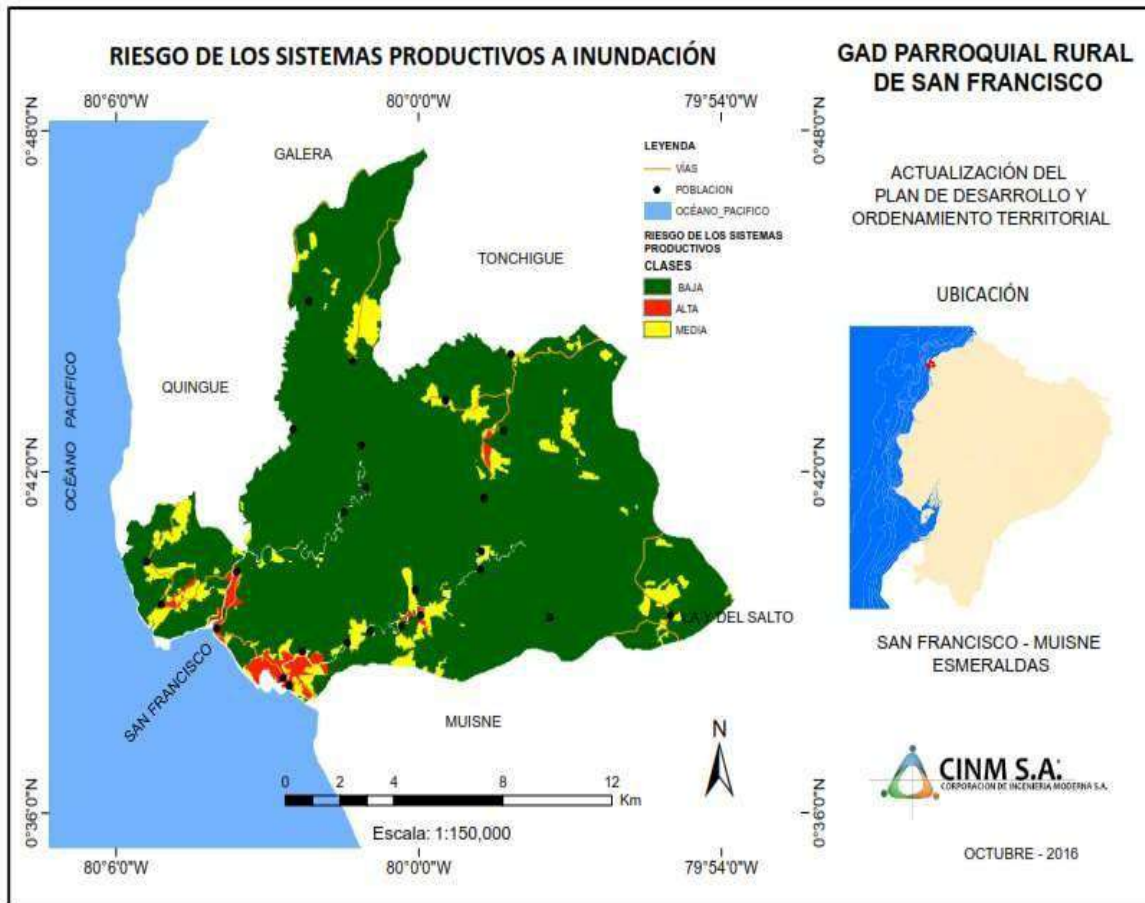 RIESGO DE LOS SISTEMAS PRODUCTIVOS A INUNDACIÓN
GAD PARROQUIAL RURAL
DE SAN FRANCISCO
ACTUALIZACIÓN DEL
PLAN DE DESARROLLO Y
ORDENAMIENTO TERRITORIAL
UBICACIÓN
SAN FRANCISCO - MUISNE
ESMERALDAS
CINM S.A.
CORPORACION DE INGENIERIA MODERNA S.A.
OCTUBRE - 2016
80°6'0"W
80°0'0"W
79°54'0"W
0°48'0"N
0°48'0"N
GALERA
LEYENDA
VÍAS
POBLACION
OCÉANO_PACIFICO
RIESGO DE LOS SISTEMAS
PRODUCTIVOS
CLASES
BAJA
ALTA
MEDIA
TONCHIGUE
QUINGUE
OCÉANO PACIFICO
0°42'0"N
0°42'0"N
LA Y DEL SALTO
SAN FRANCISCO
MUISNE
N
0 2 4 8 12
Km
Escala: 1:150,000
0°36'0"N
0°36'0"N
80°6'0"W
80°0'0"W
79°54'0"W